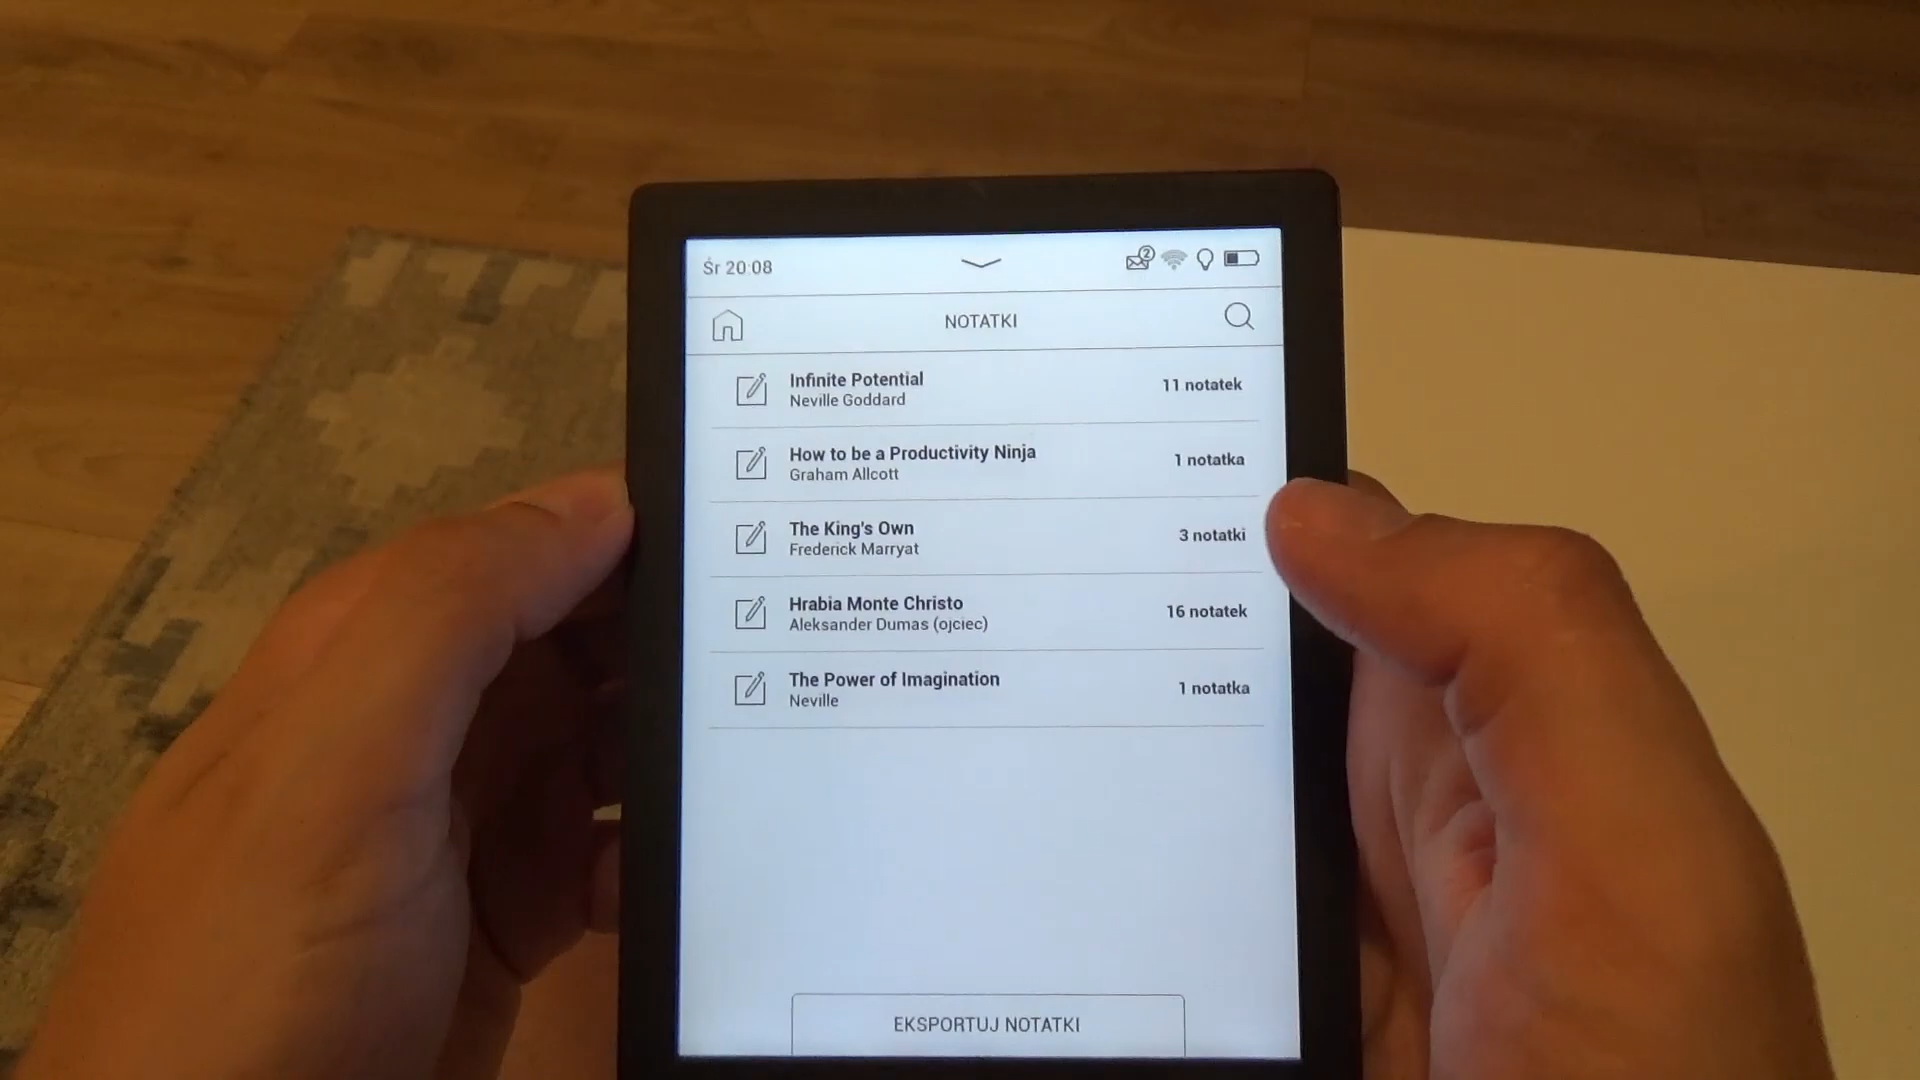 Śr 20:08
2
NOTATKI
Infinite Potential
Neville Goddard
11 notatek
How to be a Productivity Ninja
Graham Allcott
1 notatka
The King's Own
Frederick Marryat
3 notatki
Hrabia Monte Christo
Aleksander Dumas (ojciec)
16 notatek
The Power of Imagination
Neville
1 notatka
EKSPORTUJ NOTATKI